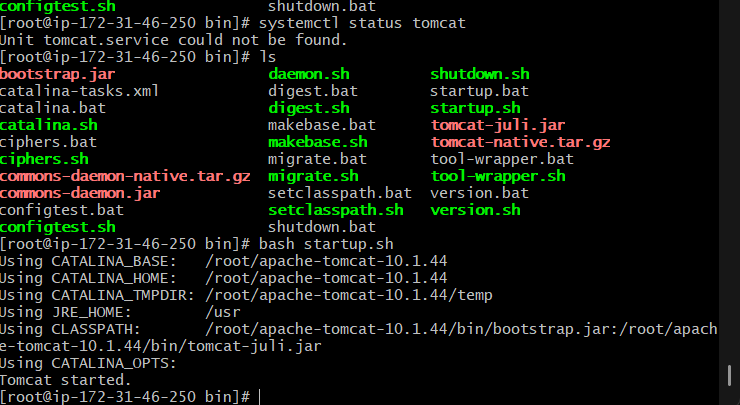 configtest.sh shutdown.bat
[root@ip-172-31-46-250 bin]# systemctl status tomcat
Unit tomcat.service could not be found.
[root@ip-172-31-46-250 bin]# ls
bootstrap.jar daemon.sh shutdown.sh
catalina-tasks.xml digest.bat startup.bat
catalina.bat digest.sh startup.sh
catalina.sh makebase.bat tomcat-juli.jar
ciphers.bat makebase.sh tomcat-native.tar.gz
ciphers.sh migrate.bat tool-wrapper.bat
commons-daemon-native.tar.gz migrate.sh tool-wrapper.sh
commons-daemon.jar setclasspath.bat version.bat
configtest.bat setclasspath.sh version.sh
configtest.sh shutdown.bat
[root@ip-172-31-46-250 bin]# bash startup.sh
Using CATALINA_BASE: /root/apache-tomcat-10.1.44
Using CATALINA_HOME: /root/apache-tomcat-10.1.44
Using CATALINA_TMPDIR: /root/apache-tomcat-10.1.44/temp
Using JRE_HOME: /usr
Using CLASSPATH: /root/apache-tomcat-10.1.44/bin/bootstrap.jar:/root/apach
e-tomcat-10.1.44/bin/tomcat-juli.jar
Using CATALINA_OPTS:
Tomcat started.
[root@ip-172-31-46-250 bin]#